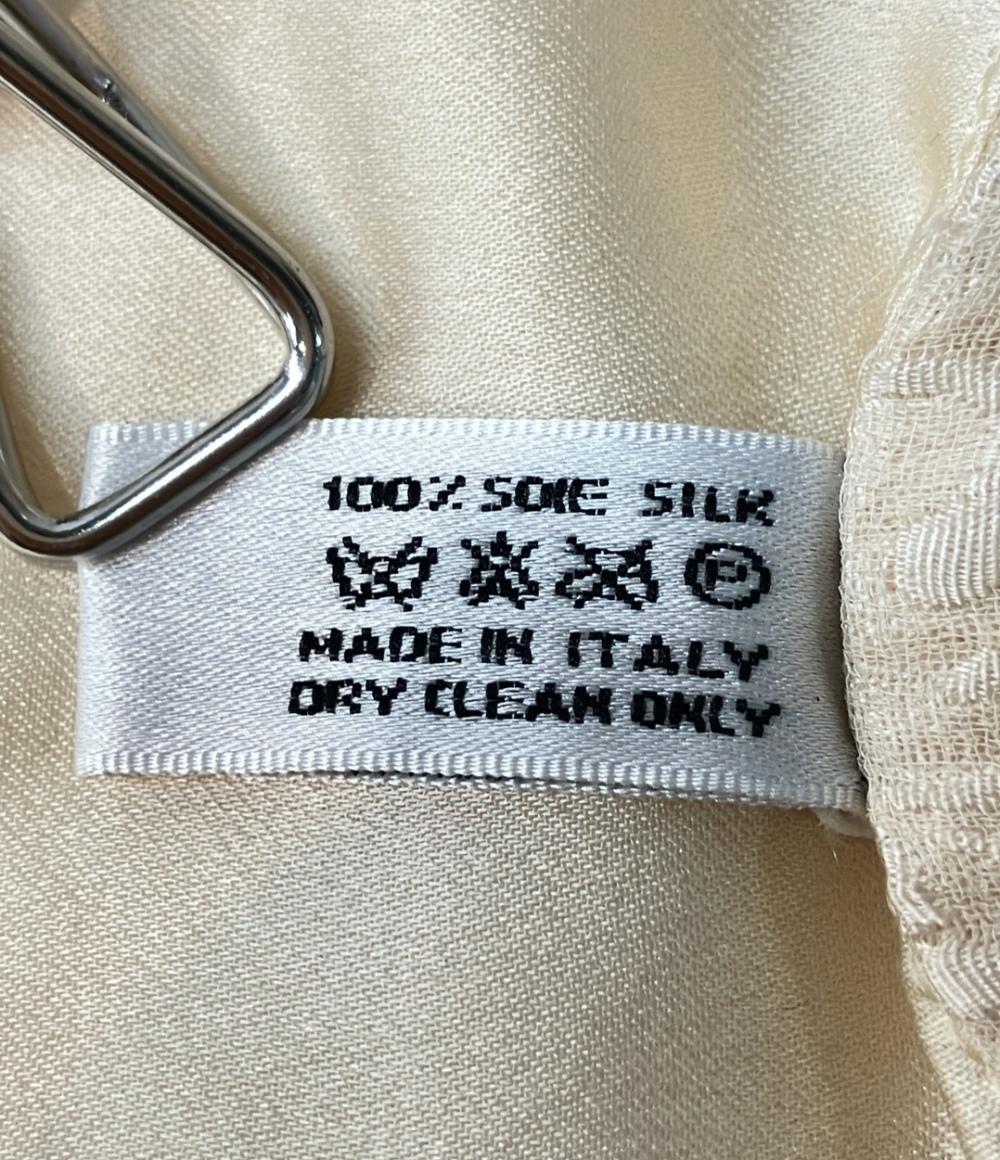 100% SOIE SILK
P
MADE IN ITALY
DRY CLEAN ONLY